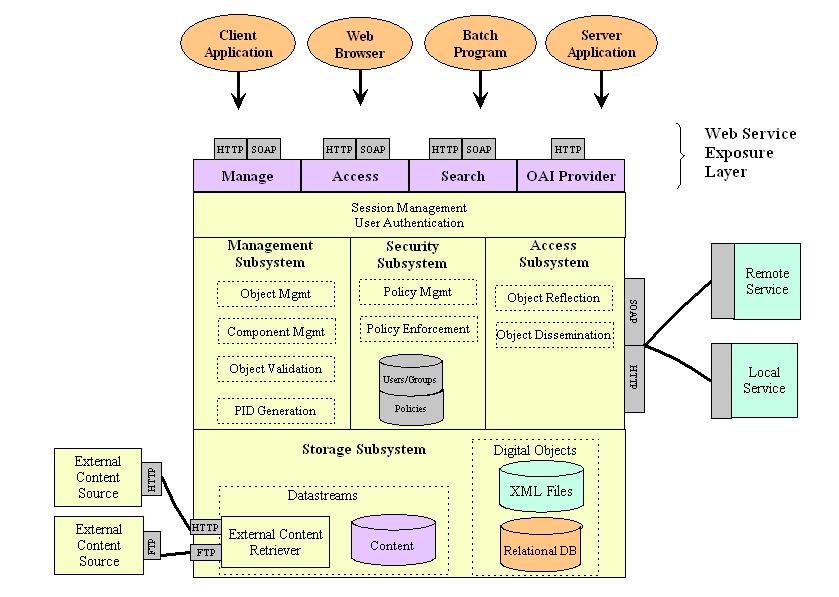 Client
Application
Web
Browser
Batch
Program
Server
Application
HTTP SOAP
HTTP SOAP
HTTP SOAP
HTTP
Web Service
Exposure
Layer
Manage
Access
Search
OAI Provider
Session Management
User Authentication
Management
Subsystem
Object Mgmt
Component Mgmt
Object Validation
PID Generation
Security
Subsystem
Policy Mgmt
Policy Enforcement
Users/Groups
Policies
Access
Subsystem
Object Reflection
Object Dissemination
SOAP
HTTP
Remote
Service
Local
Service
Storage Subsystem
External
Content
Source
HTTP
External
Content
Source
FTP
HTTP
FTP
Datastreams
External Content
Retriever
Content
Digital Objects
XML Files
Relational DB